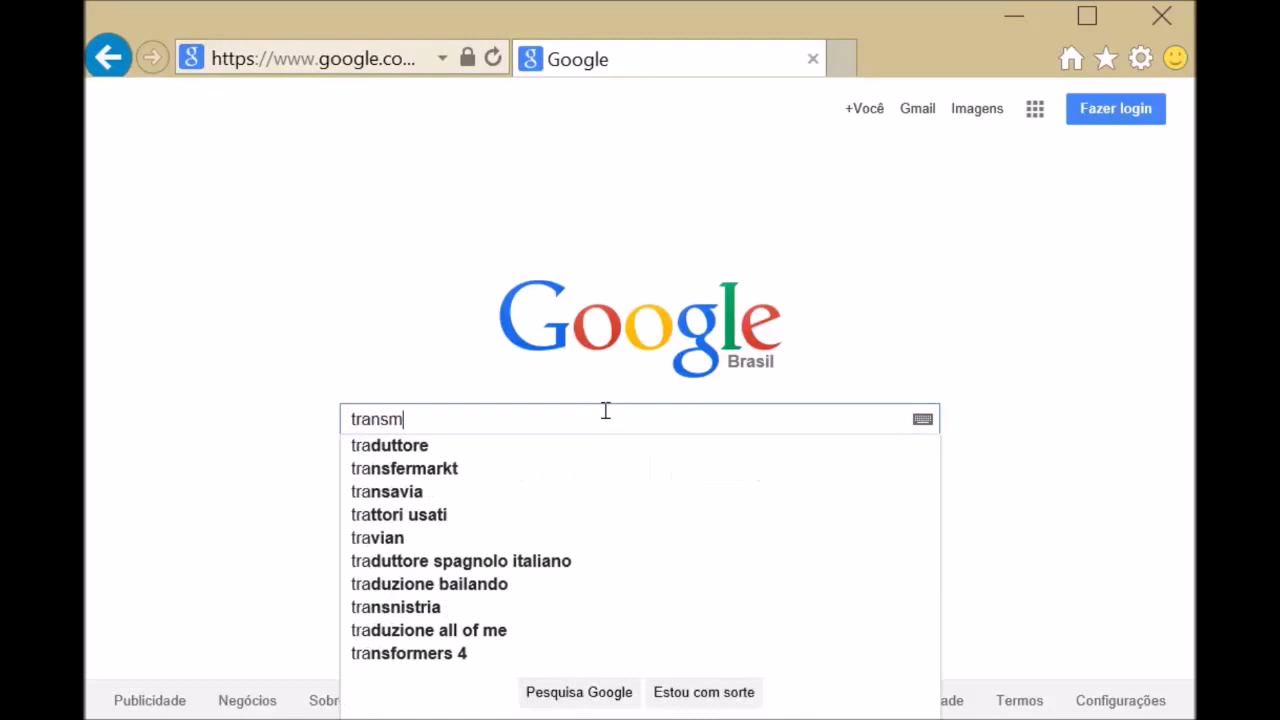 https://www.google.co...
Google
+Você Gmail Imagens Fazer login
Google
Brasil
transm
traduttore
transfermarkt
transavia
trattori usati
travian
traduttore spagnolo italiano
traduzione bailando
transnistria
traduzione all of me
transformers 4
Pesquisa Google Estou com sorte
Publicidade Negócios Sobr ade Termos Configurações